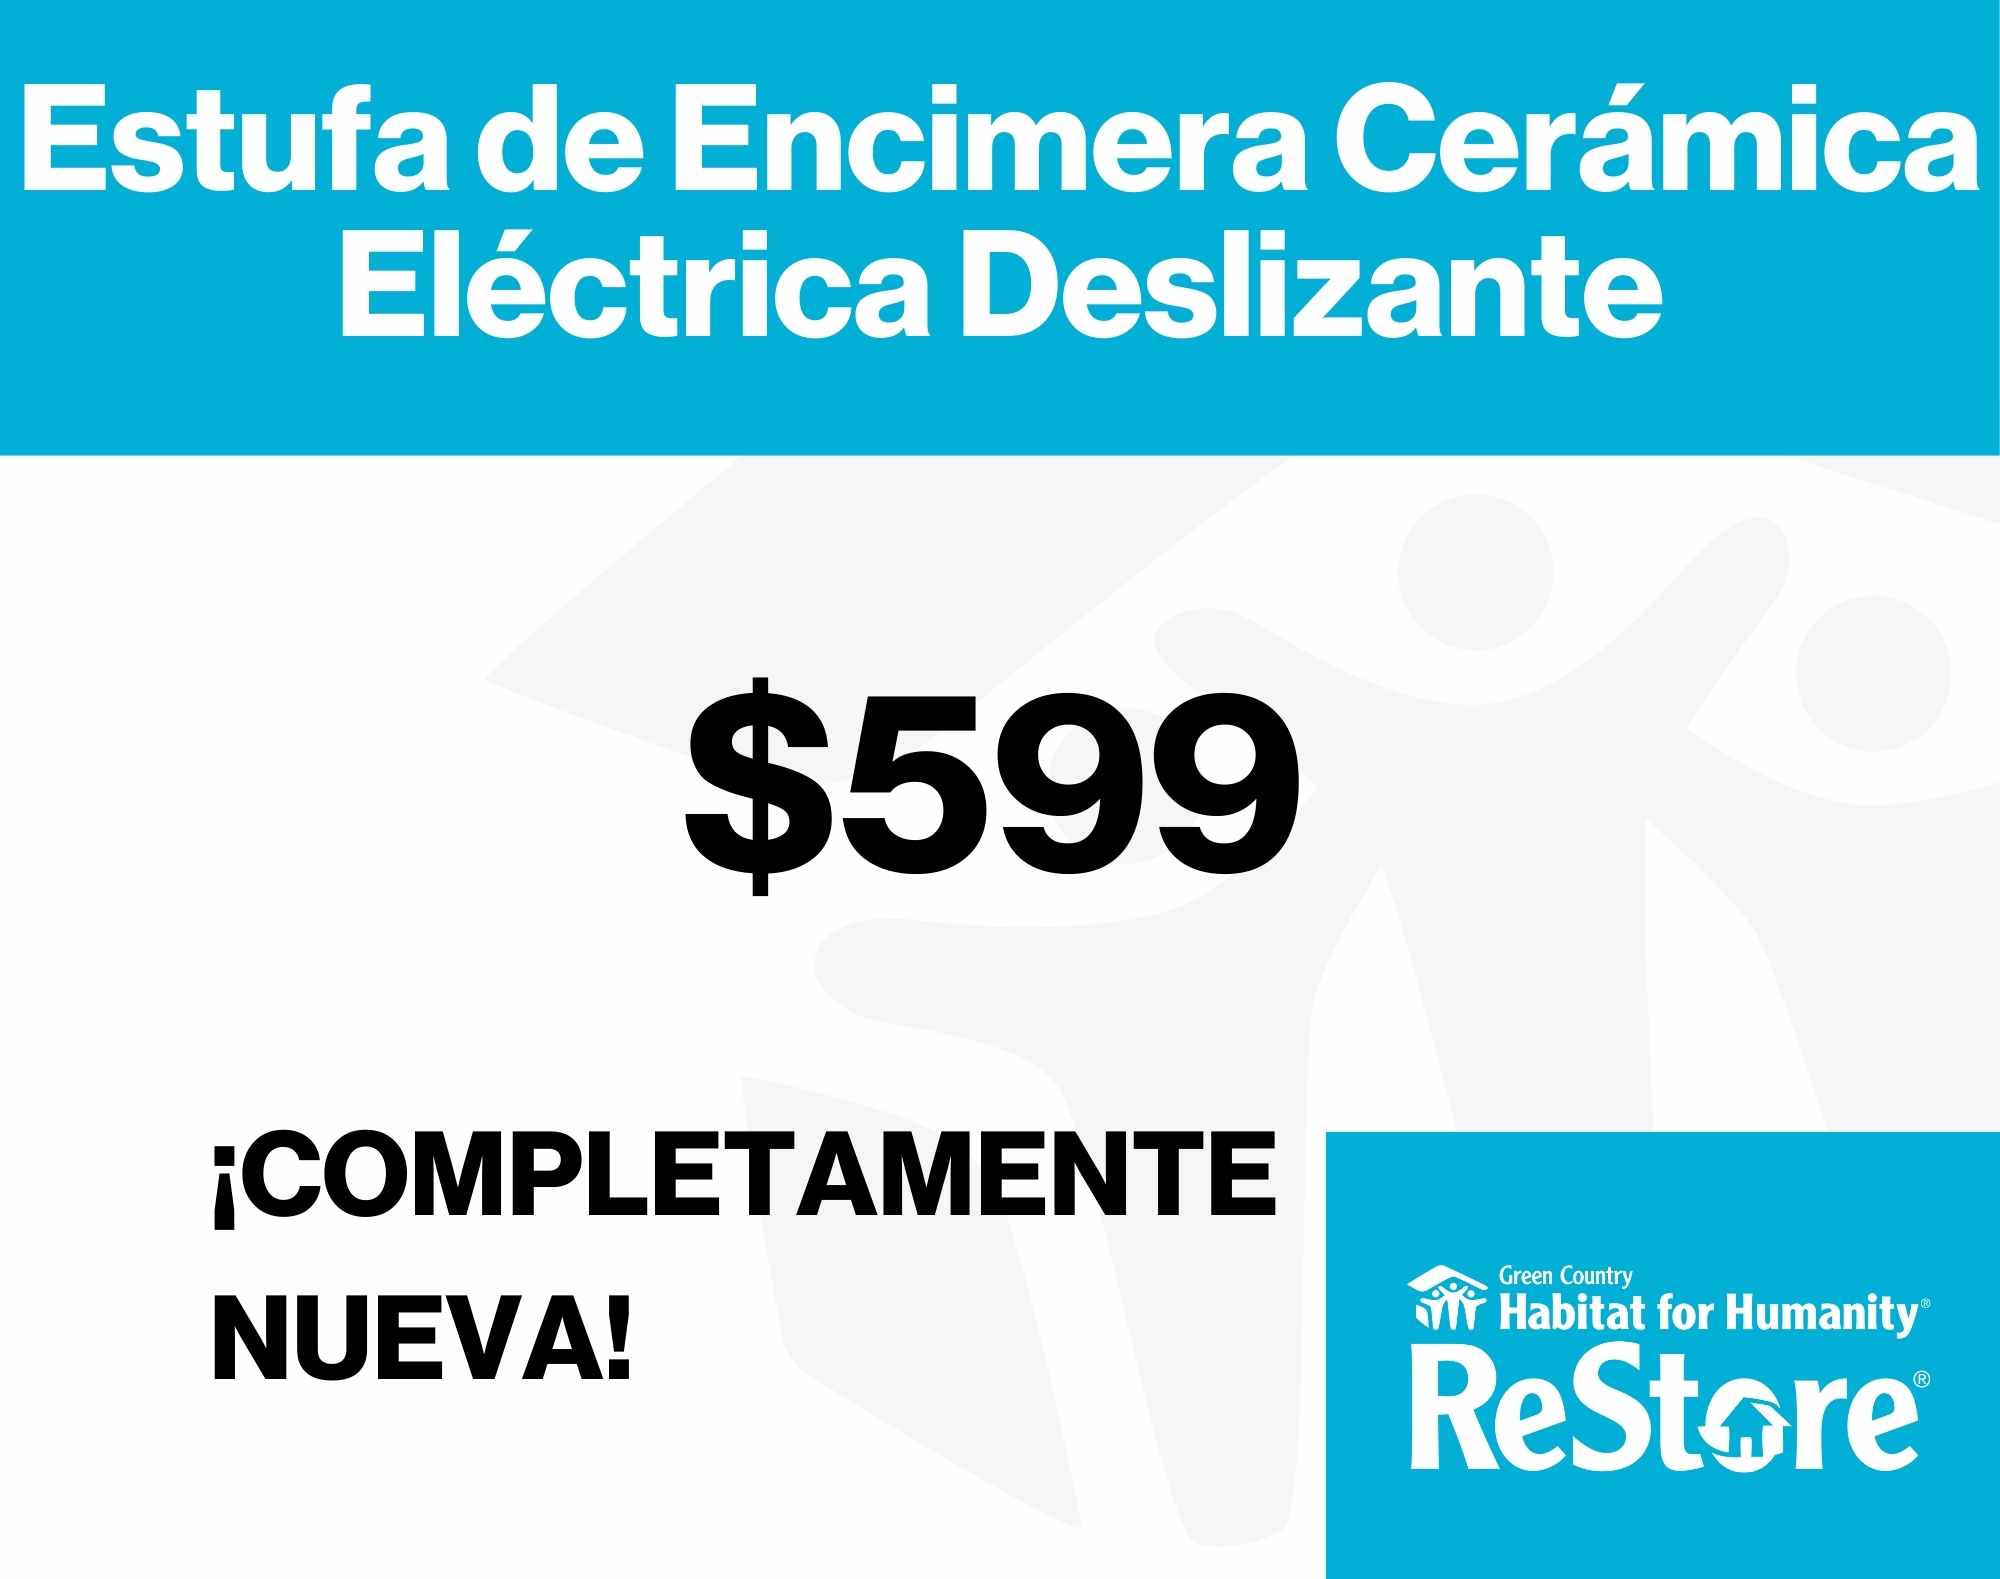 Estufa de Encimera Cerámica
Eléctrica Deslizante
$599
¡COMPLETAMENTE
NUEVA!
Green Country
Habitat for Humanity®
ReStore®